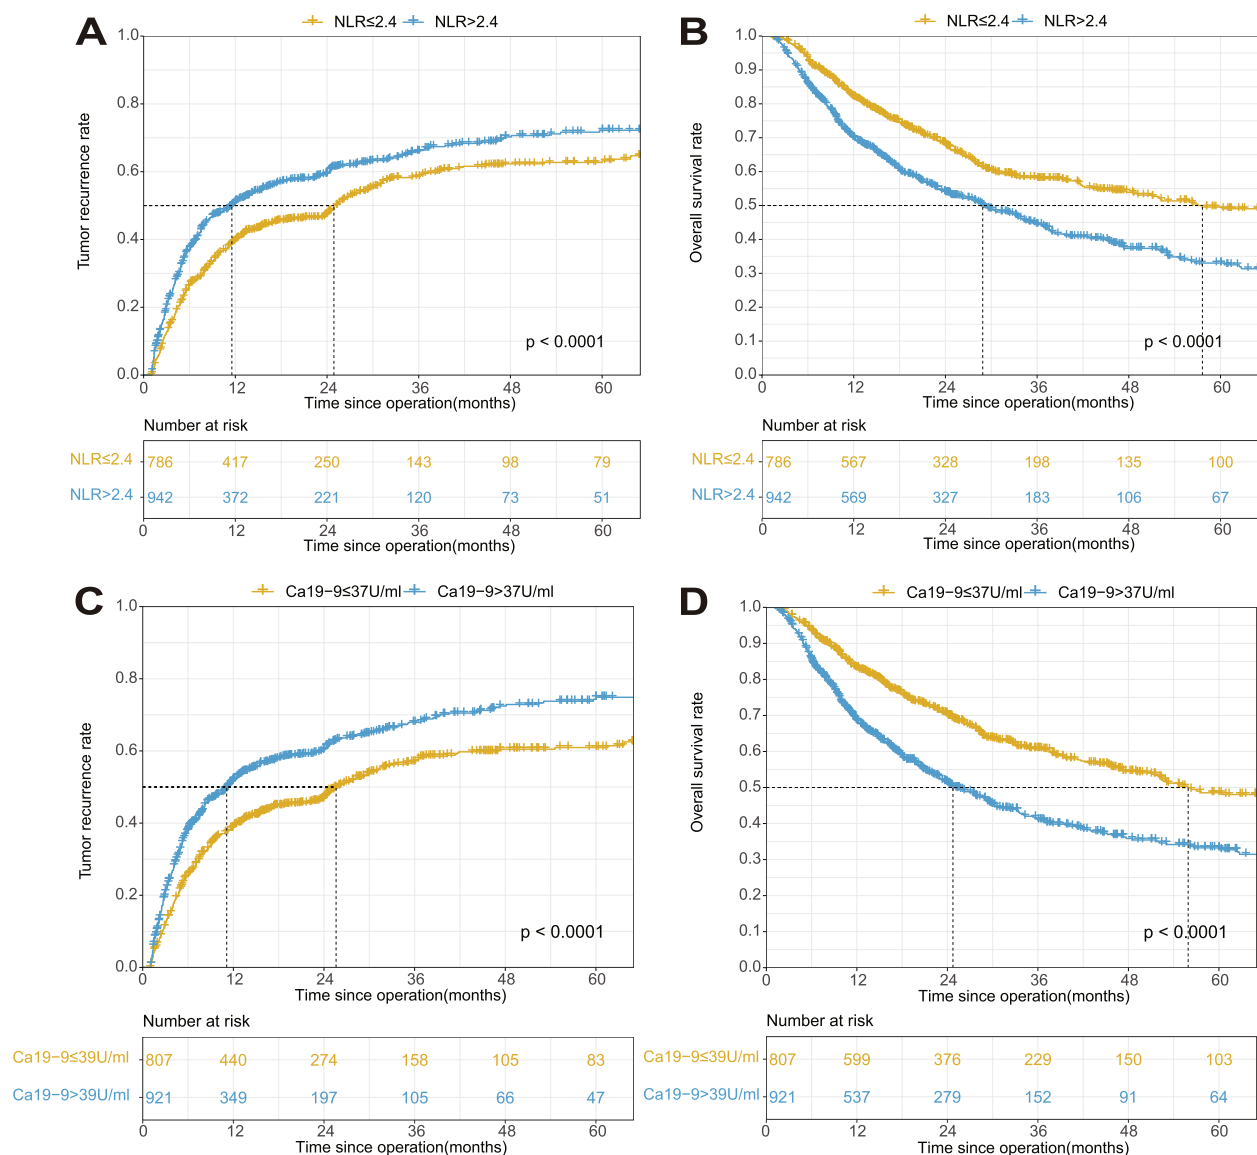 A
NLR≤2.4 NLR>2.4
Tumor recurrence rate
1.0
0.8
0.6
0.4
0.2
0.0
p < 0.0001
0 12 24 36 48 60
Time since operation(months)
Number at risk
NLR≤2.4 786 417 250 143 98 79
NLR>2.4 942 372 221 120 73 51
0 12 24 36 48 60
Time since operation(months)
B
NLR≤2.4 NLR>2.4
Overall survival rate
1.0
0.9
0.8
0.7
0.6
0.5
0.4
0.3
0.2
0.1
0.0
p < 0.0001
0 12 24 36 48 60
Time since operation(months)
Number at risk
NLR≤2.4 786 567 328 198 135 100
NLR>2.4 942 569 327 183 106 67
0 12 24 36 48 60
Time since operation(months)
C
Ca19−9≤37U/ml Ca19−9>37U/ml
Tumor recurrence rate
1.0
0.8
0.6
0.4
0.2
0.0
p < 0.0001
0 12 24 36 48 60
Time since operation(months)
Number at risk
Ca19−9≤39U/ml 807 440 274 158 105 83
Ca19−9>39U/ml 921 349 197 105 66 47
0 12 24 36 48 60
Time since operation(months)
D
Ca19−9≤37U/ml Ca19−9>37U/ml
Overall survival rate
1.0
0.9
0.8
0.7
0.6
0.5
0.4
0.3
0.2
0.1
0.0
p < 0.0001
0 12 24 36 48 60
Time since operation(months)
Number at risk
Ca19−9≤39U/ml 807 599 376 229 150 103
Ca19−9>39U/ml 921 537 279 152 91 64
0 12 24 36 48 60
Time since operation(months)